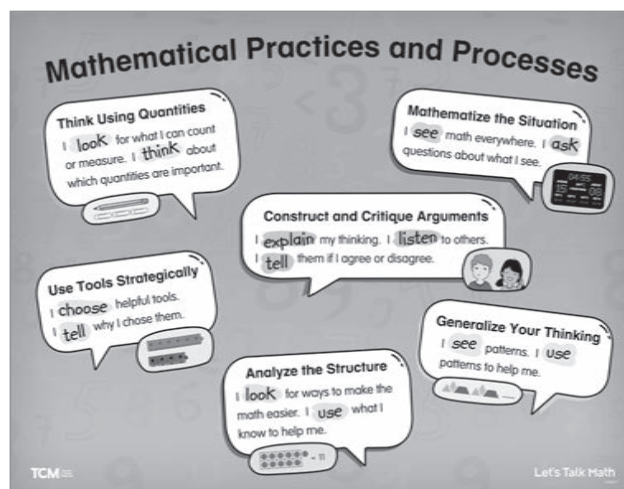 Mathematical Practices and Processes
Think Using Quantities
I look for what I can count
or measure. I think about
which quantities are important.
Mathematize the Situation
I see math everywhere. I ask
questions about what I see.
04:55
Construct and Critique Arguments
I explain my thinking. I listen to others.
I tell them if I agree or disagree.
Use Tools Strategically
I choose helpful tools.
I tell why I chose them.
Generalize Your Thinking
I see patterns. I use
patterns to help me.
Analyze the Structure
I look for ways to make the
math easier. I use what I
know to help me.
= 11
TCM
Let's Talk Math